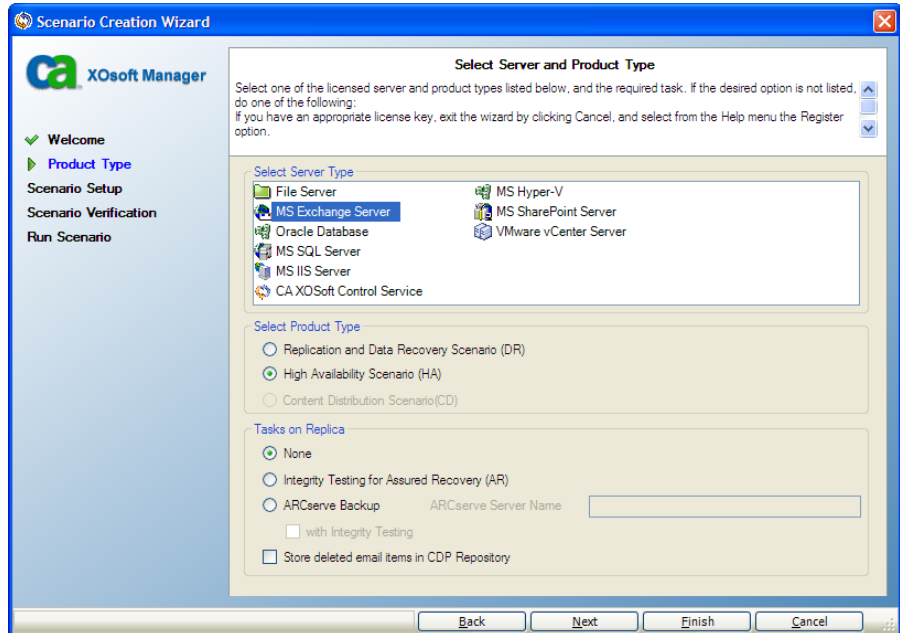 Scenario Creation Wizard
ca XOsoft Manager
Welcome
Product Type
Scenario Setup
Scenario Verification
Run Scenario
Select Server and Product Type
Select one of the licensed server and product types listed below, and the required task. If the desired option is not listed,
do one of the following:
If you have an appropriate license key, exit the wizard by clicking Cancel, and select from the Help menu the Register
option.
Select Server Type
File Server
MS Exchange Server
Oracle Database
MS SQL Server
MS IIS Server
CA XOSoft Control Service
MS Hyper-V
MS SharePoint Server
VMware vCenter Server
Select Product Type
Replication and Data Recovery Scenario (DR)
High Availability Scenario (HA)
Content Distribution Scenario(CD)
Tasks on Replica
None
Integrity Testing for Assured Recovery (AR)
ARCserve Backup ARCserve Server Name
with Integrity Testing
Store deleted email items in CDP Repository
Back Next Finish Cancel